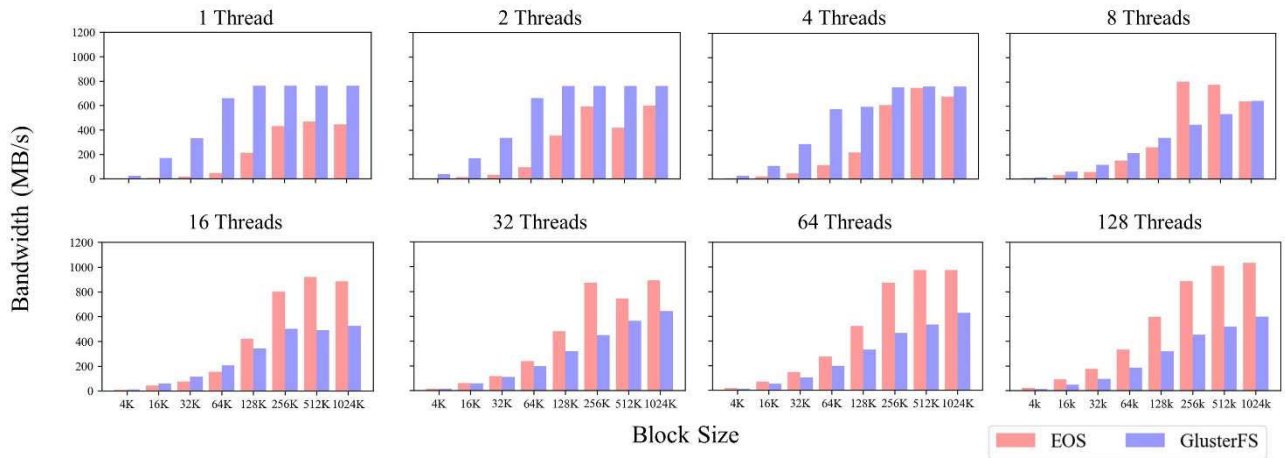 1 Thread 2 Threads 4 Threads 8 Threads
1200
1000
800
600
400
200
0
16 Threads 32 Threads 64 Threads 128 Threads
1200
1000
800
600
400
200
0
4K 16K 32K 64K 128K 256K 512K 1024K 4K 16K 32K 64K 128K 256K 512K 1024K 4K 16K 32K 64K 128K 256K 512K 1024K 4k 16k 32k 64k 128k 256k 512k 1024k
Bandwidth (MB/s)
Block Size
EOS GlusterFS